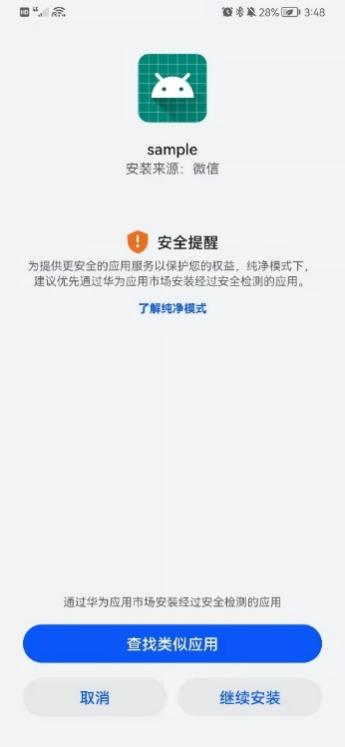 HD 4G 28% 3:48
sample
安装来源：微信
安全提醒
为提供更安全的应用服务以保护您的权益，纯净模式下，
建议优先通过华为应用市场安装经过安全检测的应用。
了解纯净模式
通过华为应用市场安装经过安全检测的应用
查找类似应用
取消
继续安装